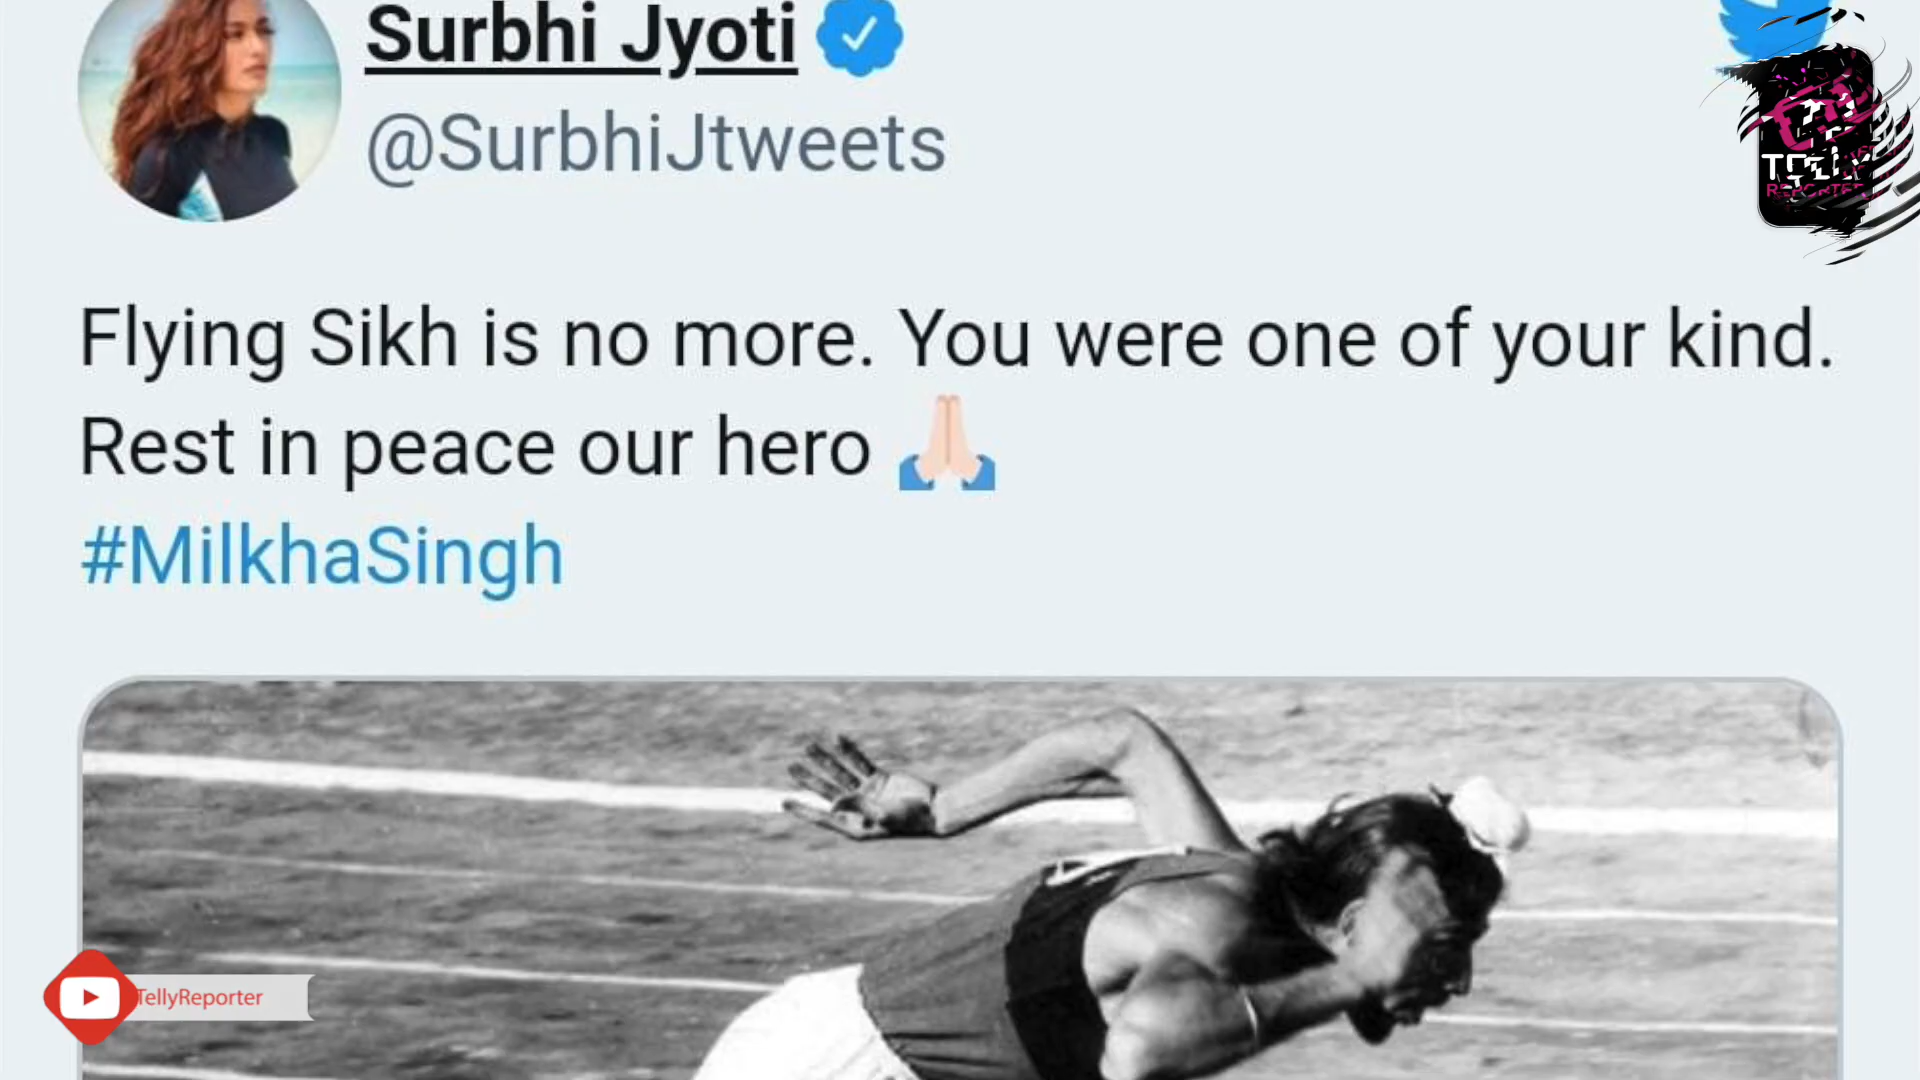 Surbhi Jyoti
@SurbhiJtweets
Flying Sikh is no more. You were one of your kind.
Rest in peace our hero 🙏🏻
#MilkhaSingh
TellyReporter